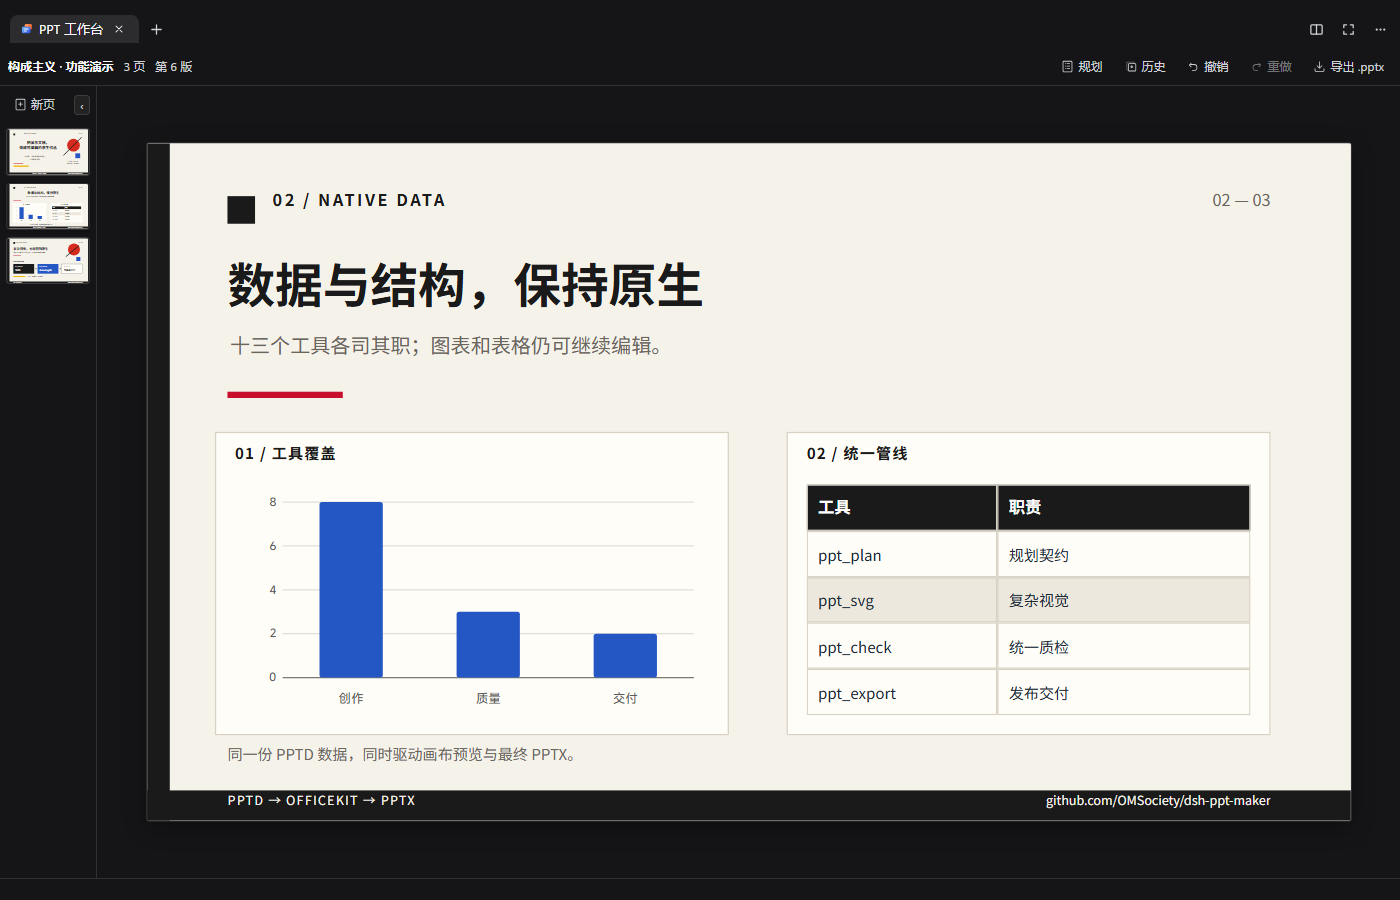 PPT 工作台
构成主义 · 功能演示 3 页 第 6 版
规划 历史 撤销 重做 导出 .pptx
新页
02 / NATIVE DATA
02 — 03
数据与结构，保持原生
十三个工具各司其职；图表和表格仍可继续编辑。
01 / 工具覆盖
8
6
4
2
0
创作 质量 交付
02 / 统一管线
工具 职责
ppt_plan 规划契约
ppt_svg 复杂视觉
ppt_check 统一质检
ppt_export 发布交付
同一份 PPTD 数据，同时驱动画布预览与最终 PPTX。
PPTD → OFFICEKIT → PPTX
github.com/OMSociety/dsh-ppt-maker